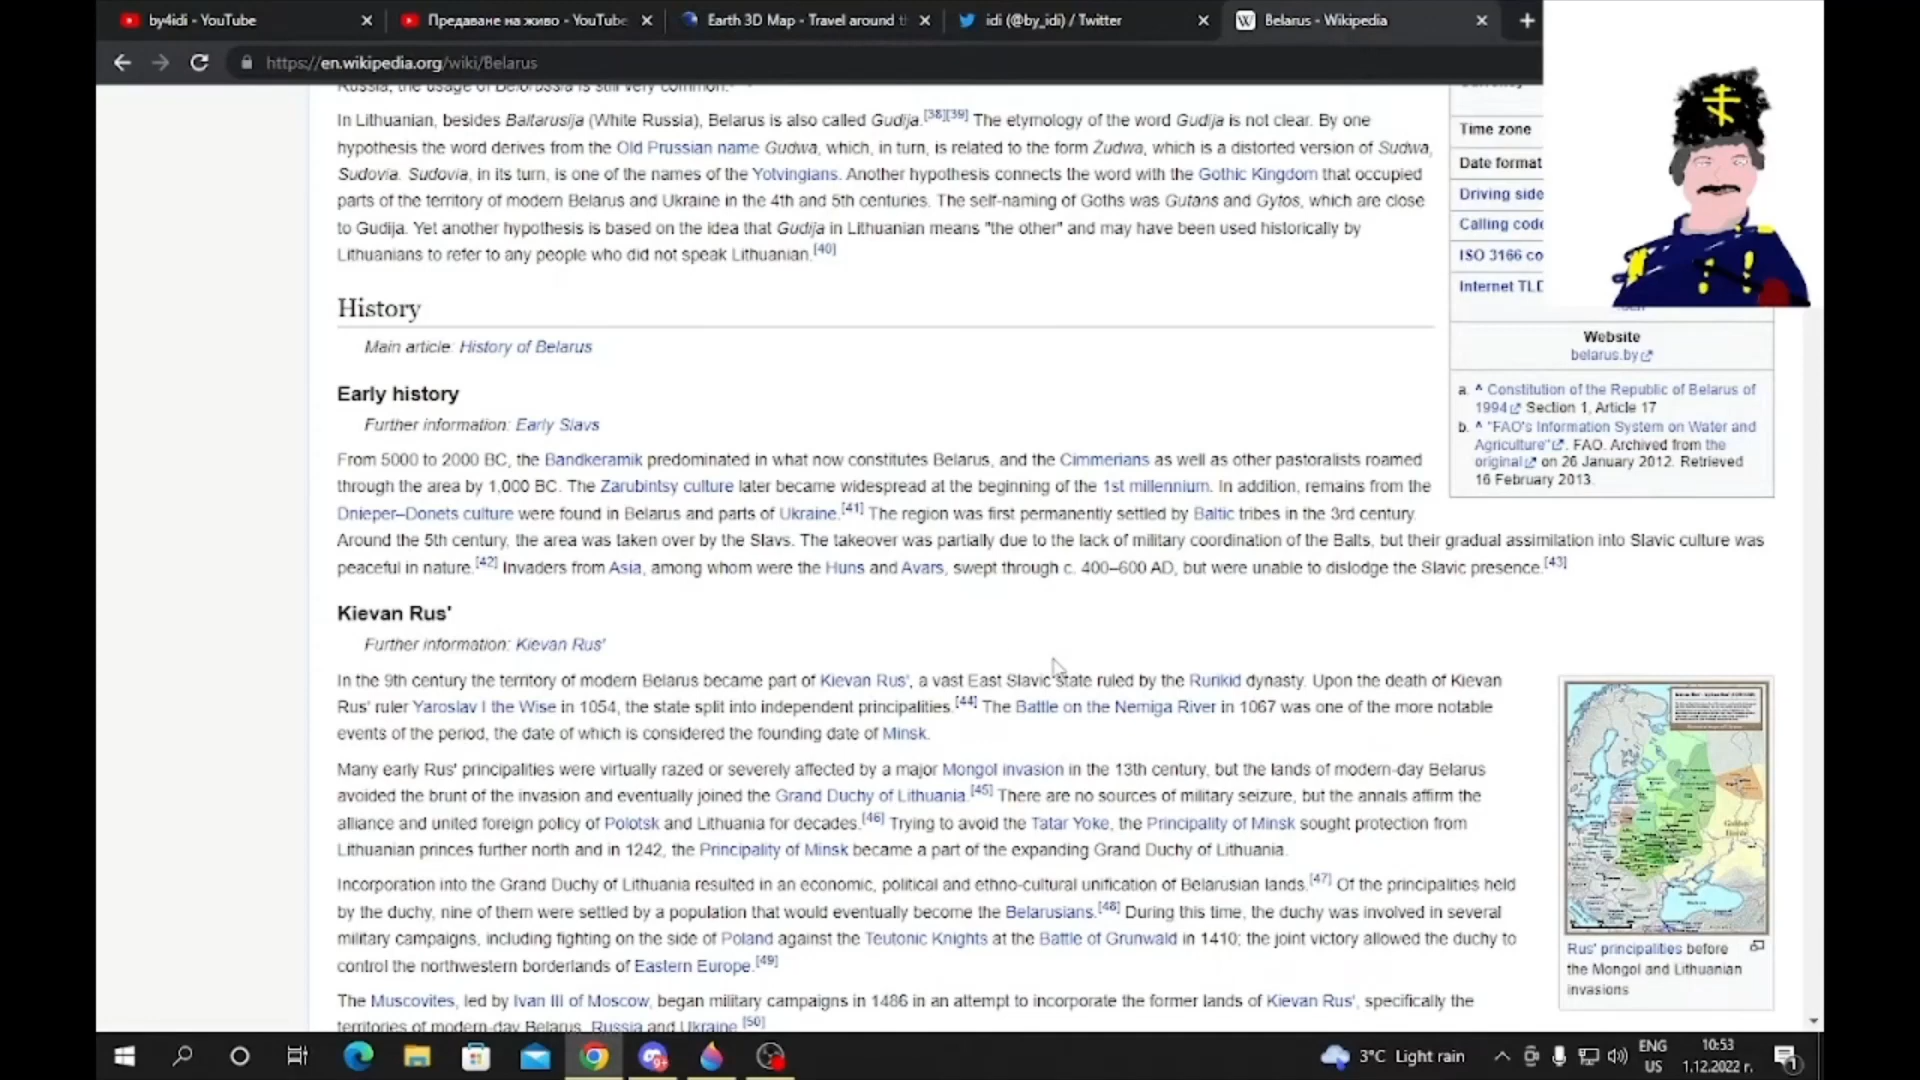 by4idi - YouTube
Предаване на живо - YouTube
Earth 3D Map - Travel around t
idi (@by_idi) / Twitter
Belarus - Wikipedia
https://en.wikipedia.org/wiki/Belarus
Russia, the usage of Belorussia is still very common.
In Lithuanian, besides Baltarusija (White Russia), Belarus is also called Gudija.[38][39] The etymology of the word Gudija is not clear. By one
hypothesis the word derives from the Old Prussian name Gudwa, which, in turn, is related to the form Żudwa, which is a distorted version of Sudwa,
Sudovia. Sudovia, in its turn, is one of the names of the Yotvingians. Another hypothesis connects the word with the Gothic Kingdom that occupied
parts of the territory of modern Belarus and Ukraine in the 4th and 5th centuries. The self-naming of Goths was Gutans and Gytos, which are close
to Gudija. Yet another hypothesis is based on the idea that Gudija in Lithuanian means "the other" and may have been used historically by
Lithuanians to refer to any people who did not speak Lithuanian.[40]
Currency
Time zone
Date format
Driving side
Calling code
ISO 3166 co
Internet TLD
Website
belarus.by
a. ^ Constitution of the Republic of Belarus of
1994 Section 1, Article 17
b. ^ "FAO's Information System on Water and
Agriculture". FAO. Archived from the
original on 26 January 2012. Retrieved
16 February 2013.
History
Main article: History of Belarus
Early history
Further information: Early Slavs
From 5000 to 2000 BC, the Bandkeramik predominated in what now constitutes Belarus, and the Cimmerians as well as other pastoralists roamed
through the area by 1,000 BC. The Zarubintsy culture later became widespread at the beginning of the 1st millennium. In addition, remains from the
Dnieper–Donets culture were found in Belarus and parts of Ukraine.[41] The region was first permanently settled by Baltic tribes in the 3rd century.
Around the 5th century, the area was taken over by the Slavs. The takeover was partially due to the lack of military coordination of the Balts, but their gradual assimilation into Slavic culture was
peaceful in nature.[42] Invaders from Asia, among whom were the Huns and Avars, swept through c. 400–600 AD, but were unable to dislodge the Slavic presence.[43]
Kievan Rus'
Further information: Kievan Rus'
In the 9th century the territory of modern Belarus became part of Kievan Rus', a vast East Slavic state ruled by the Rurikid dynasty. Upon the death of Kievan
Rus' ruler Yaroslav I the Wise in 1054, the state split into independent principalities.[44] The Battle on the Nemiga River in 1067 was one of the more notable
events of the period, the date of which is considered the founding date of Minsk.
Many early Rus' principalities were virtually razed or severely affected by a major Mongol invasion in the 13th century, but the lands of modern-day Belarus
avoided the brunt of the invasion and eventually joined the Grand Duchy of Lithuania.[45] There are no sources of military seizure, but the annals affirm the
alliance and united foreign policy of Polotsk and Lithuania for decades.[46] Trying to avoid the Tatar Yoke, the Principality of Minsk sought protection from
Lithuanian princes further north and in 1242, the Principality of Minsk became a part of the expanding Grand Duchy of Lithuania.
Incorporation into the Grand Duchy of Lithuania resulted in an economic, political and ethno-cultural unification of Belarusian lands.[47] Of the principalities held
by the duchy, nine of them were settled by a population that would eventually become the Belarusians.[48] During this time, the duchy was involved in several
military campaigns, including fighting on the side of Poland against the Teutonic Knights at the Battle of Grunwald in 1410; the joint victory allowed the duchy to
control the northwestern borderlands of Eastern Europe.[49]
The Muscovites, led by Ivan III of Moscow, began military campaigns in 1486 in an attempt to incorporate the former lands of Kievan Rus', specifically the
territories of modern-day Belarus, Russia and Ukraine.[50]
Golden
Horde
Rus' principalities before
the Mongol and Lithuanian
invasions
3°C Light rain
ENG
US
10:53
1.12.2022 г.
1